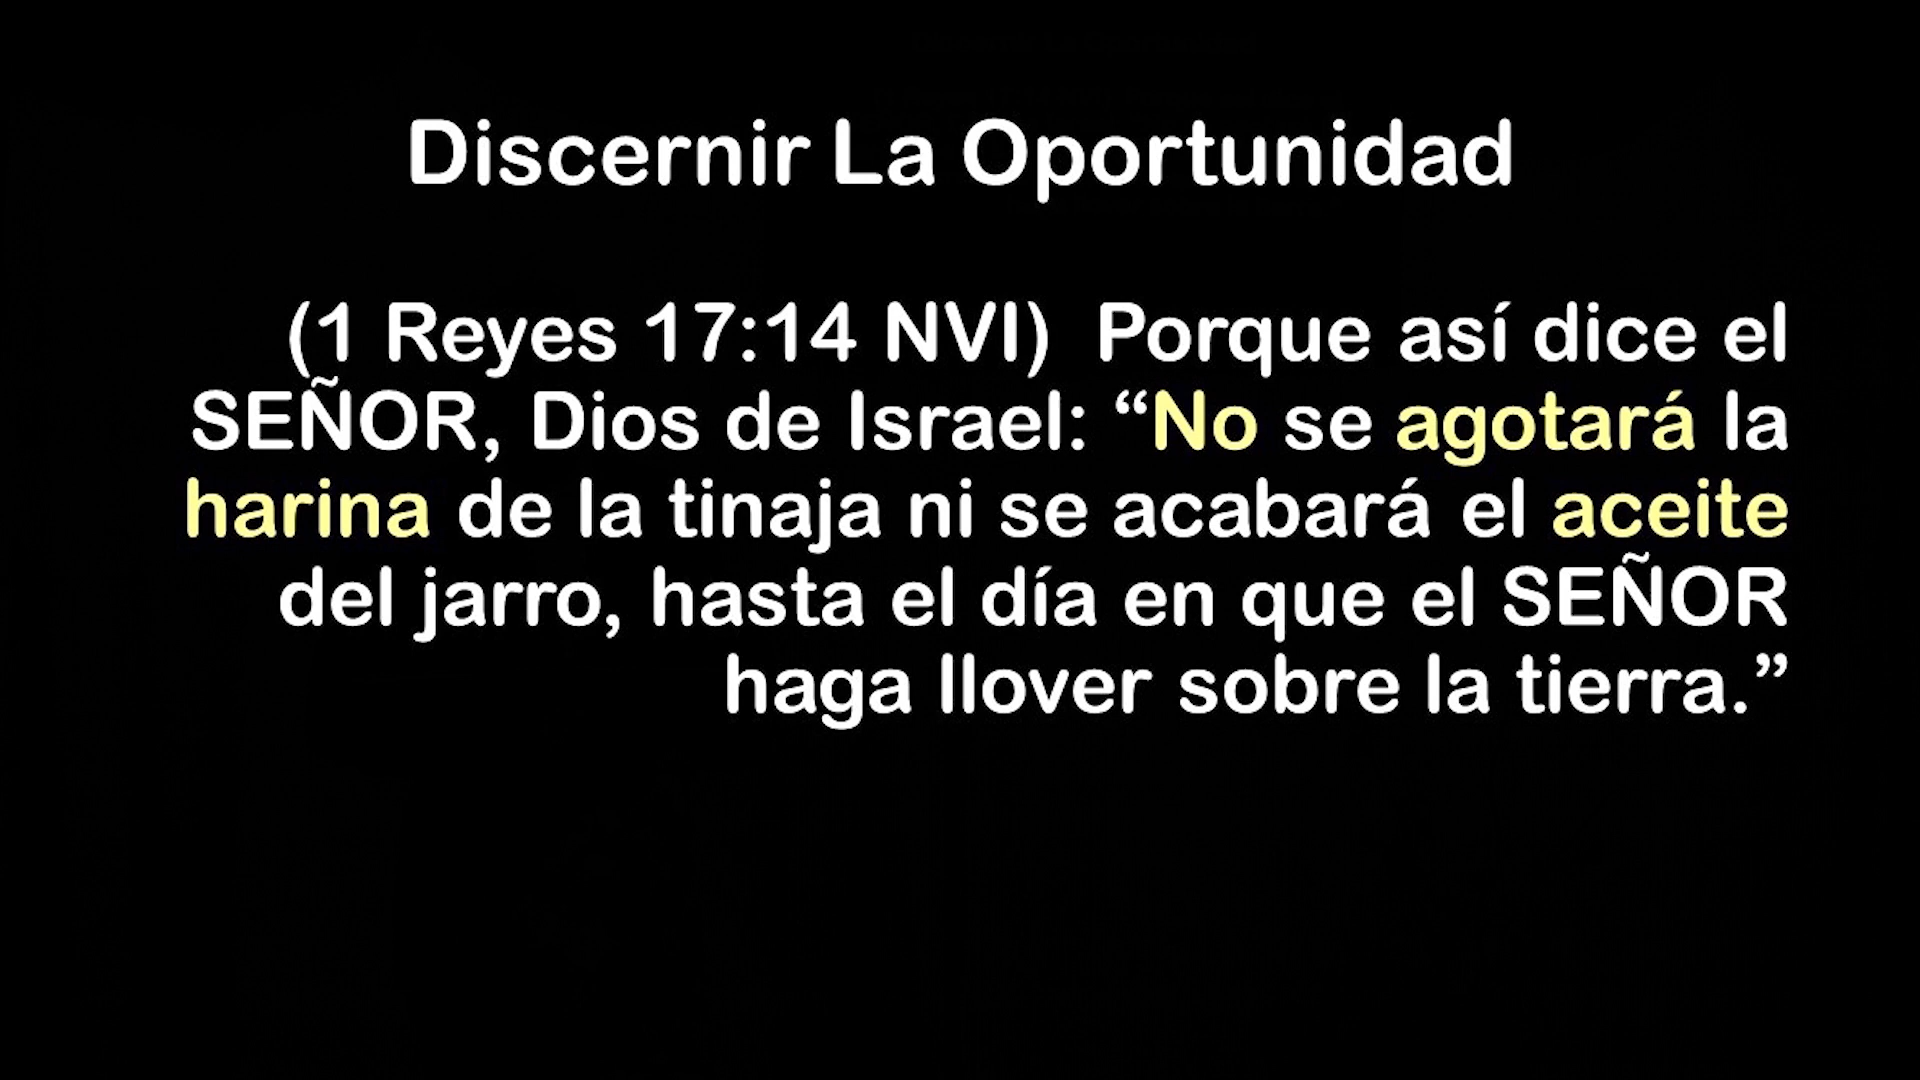 Discernir La Oportunidad
(1 Reyes 17:14 NVI)  Porque así dice el
SEÑOR, Dios de Israel: “No se agotará la
harina de la tinaja ni se acabará el aceite
del jarro, hasta el día en que el SEÑOR
haga llover sobre la tierra.”